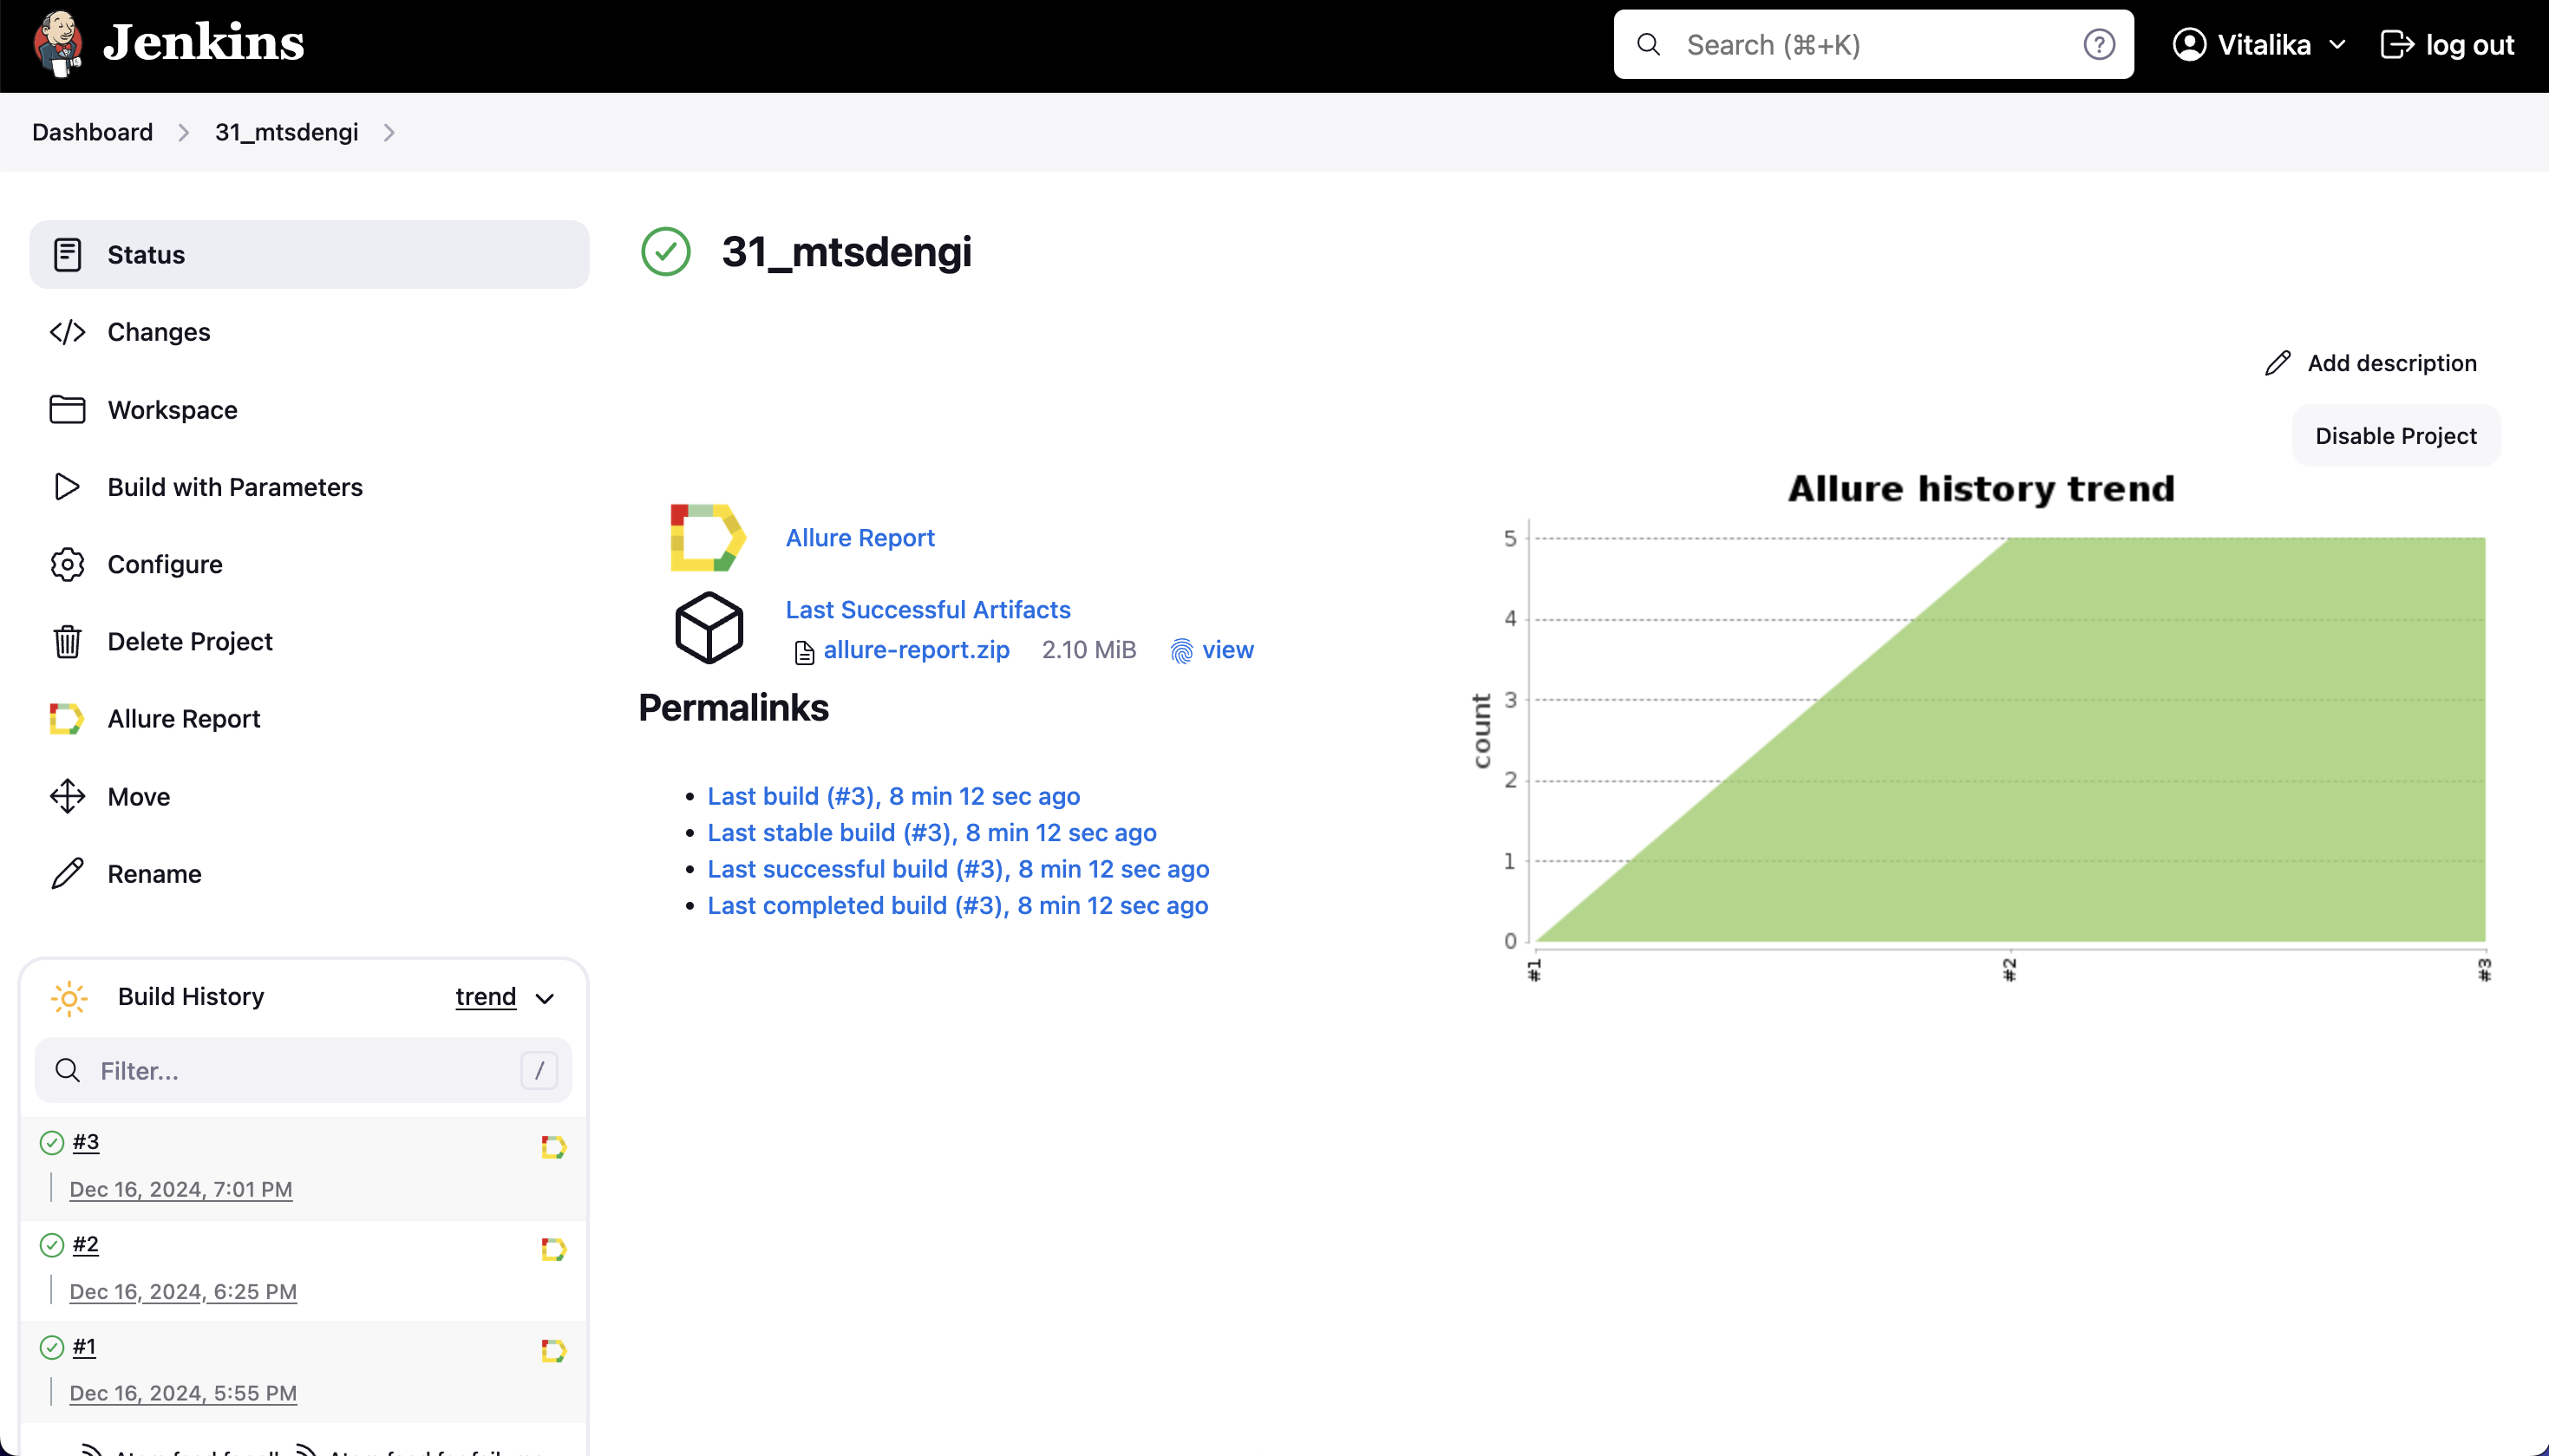 Jenkins
Search (⌘+K)
Vitalika
log out
Dashboard
31_mtsdengi
Status
Changes
Workspace
Build with Parameters
Configure
Delete Project
Allure Report
Move
Rename
Build History
trend
Filter...
/
#3
Dec 16, 2024, 7:01 PM
#2
Dec 16, 2024, 6:25 PM
#1
Dec 16, 2024, 5:55 PM
31_mtsdengi
Add description
Disable Project
Allure Report
Last Successful Artifacts
allure-report.zip 2.10 MiB view
Permalinks
Last build (#3), 8 min 12 sec ago
Last stable build (#3), 8 min 12 sec ago
Last successful build (#3), 8 min 12 sec ago
Last completed build (#3), 8 min 12 sec ago
Allure history trend
count
5
4
3
2
1
0
#1
#2
#3